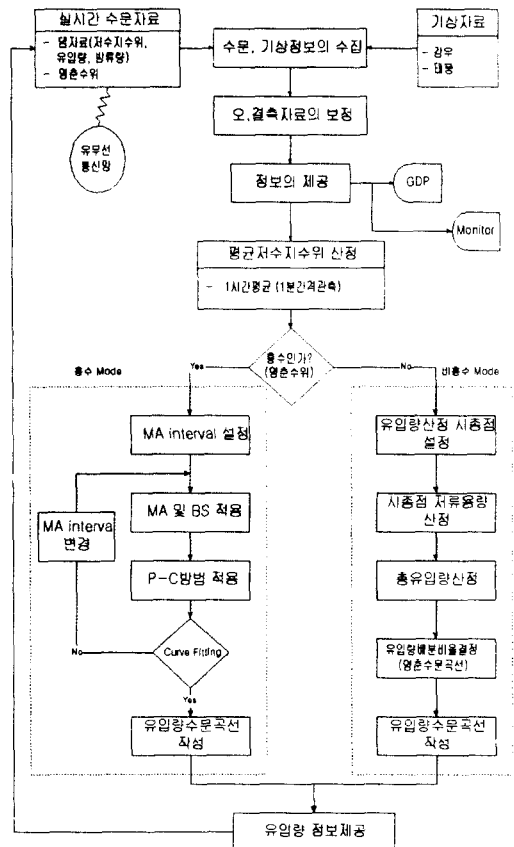 실시간 수문자료
- 댐자료(저수지수위,
유입량, 방류량)
- 영춘수위
유무선
통신망
수문, 기상정보의 수집
기상자료
- 강우
- 태풍
오,결측자료의 보정
정보의 제공
GDP
Monitor
평균저수지수위 산정
- 1시간평균 (1분간격관측)
홍수인가?
(영춘수위)
Yes
No
홍수 Mode
비홍수 Mode
MA interval 설정
MA 및 BS 적용
MA interva
변경
P-C방법 적용
Curve Fitting
No
Yes
유입량수문곡선
작성
유입량산정 시종점
설정
시종점 저류용량
산정
총유입량산정
유입량배분비율결정
(영춘수문곡선)
유입량수문곡선
작성
유입량 정보제공